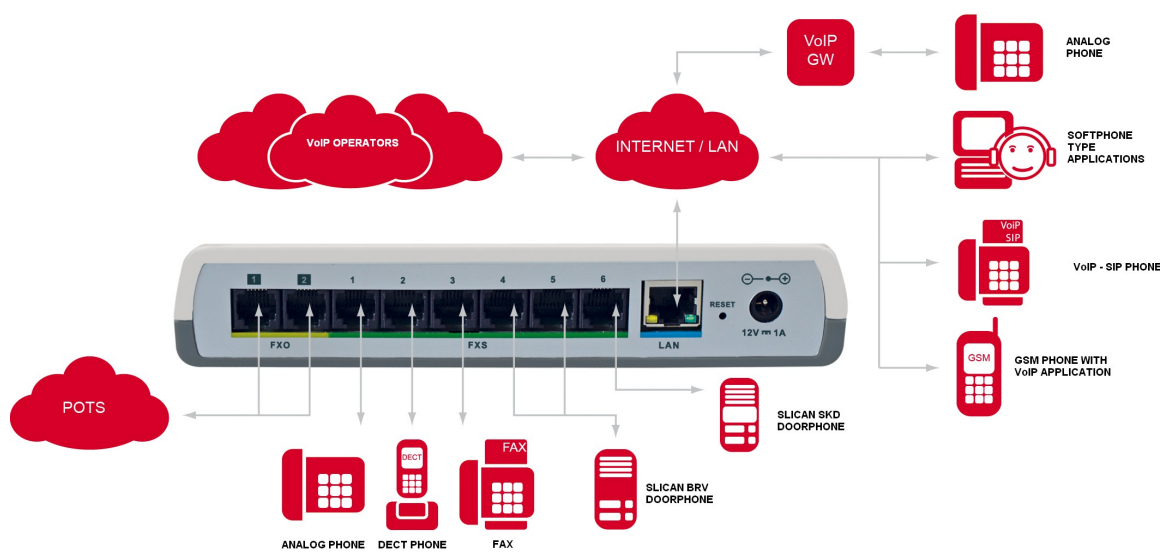 VoIP
GW
ANALOG
PHONE
VoIP OPERATORS
INTERNET / LAN
SOFTPHONE
TYPE
APPLICATIONS
VoIP
SIP
VoIP - SIP PHONE
1 2 1 2 3 4 5 6
RESET
12V 1A
FXO FXS LAN
GSM
GSM PHONE WITH
VoIP APPLICATION
POTS
SLICAN SKD
DOORPHONE
DECT
FAX
SLICAN BRV
DOORPHONE
ANALOG PHONE DECT PHONE FAX